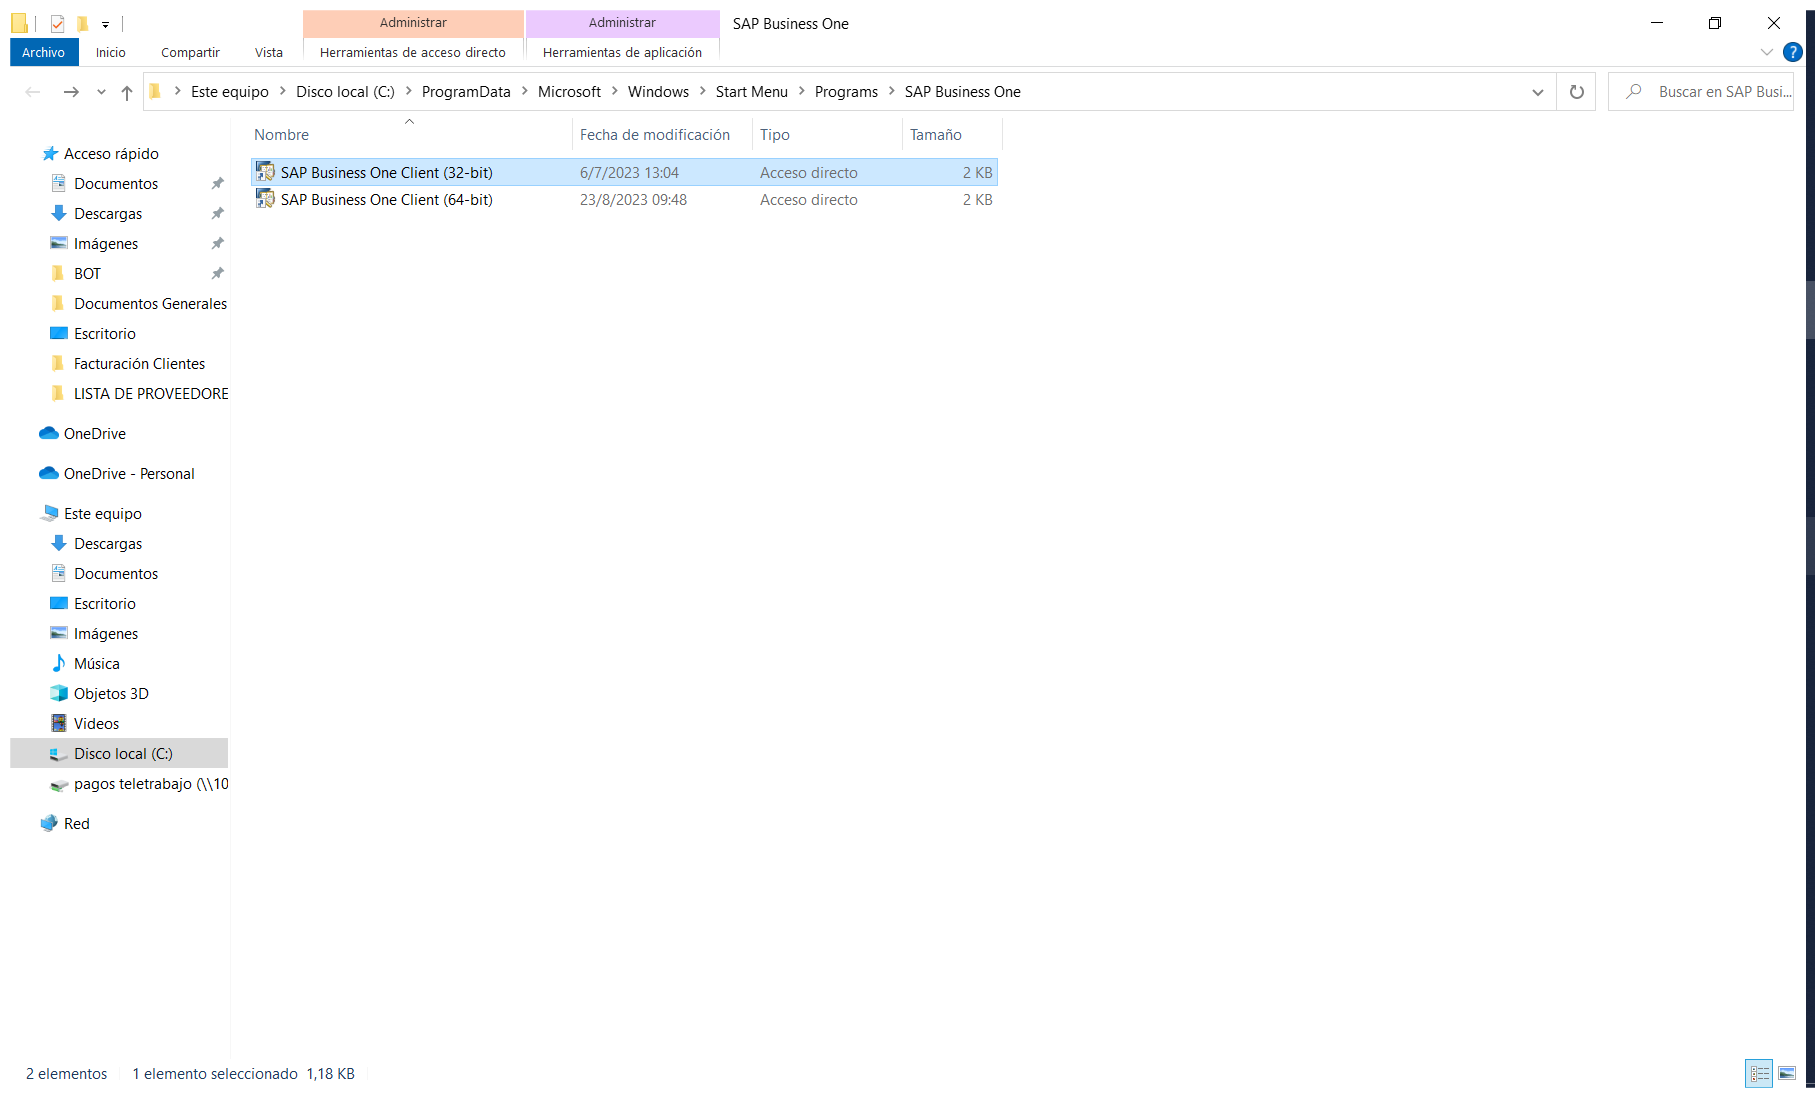 Administrar
Administrar
SAP Business One
Archivo
Inicio
Compartir
Vista
Herramientas de acceso directo
Herramientas de aplicación
?
Este equipo
Disco local (C:)
ProgramData
Microsoft
Windows
Start Menu
Programs
SAP Business One
Buscar en SAP Busi...
Nombre
Fecha de modificación
Tipo
Tamaño
SAP Business One Client (32-bit)
6/7/2023 13:04
Acceso directo
2 KB
SAP Business One Client (64-bit)
23/8/2023 09:48
Acceso directo
2 KB
Acceso rápido
Documentos
Descargas
Imágenes
BOT
Documentos Generales
Escritorio
Facturación Clientes
LISTA DE PROVEEDORE
OneDrive
OneDrive - Personal
Este equipo
Descargas
Documentos
Escritorio
Imágenes
Música
Objetos 3D
Videos
Disco local (C:)
pagos teletrabajo (\\10
Red
2 elementos
1 elemento seleccionado 1,18 KB